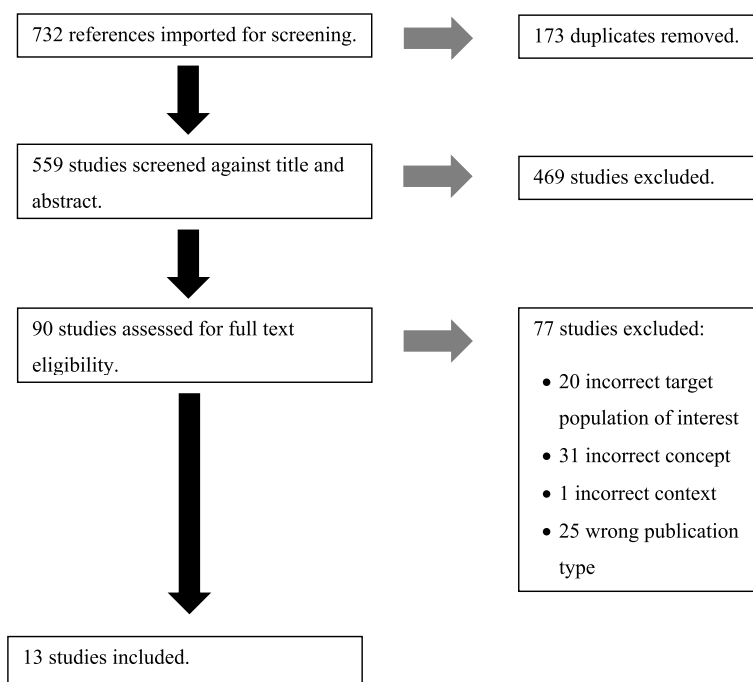 732 references imported for screening.
173 duplicates removed.
559 studies screened against title and
abstract.
469 studies excluded.
90 studies assessed for full text
eligibility.
77 studies excluded:
• 20 incorrect target
population of interest
• 31 incorrect concept
• 1 incorrect context
• 25 wrong publication
type
13 studies included.